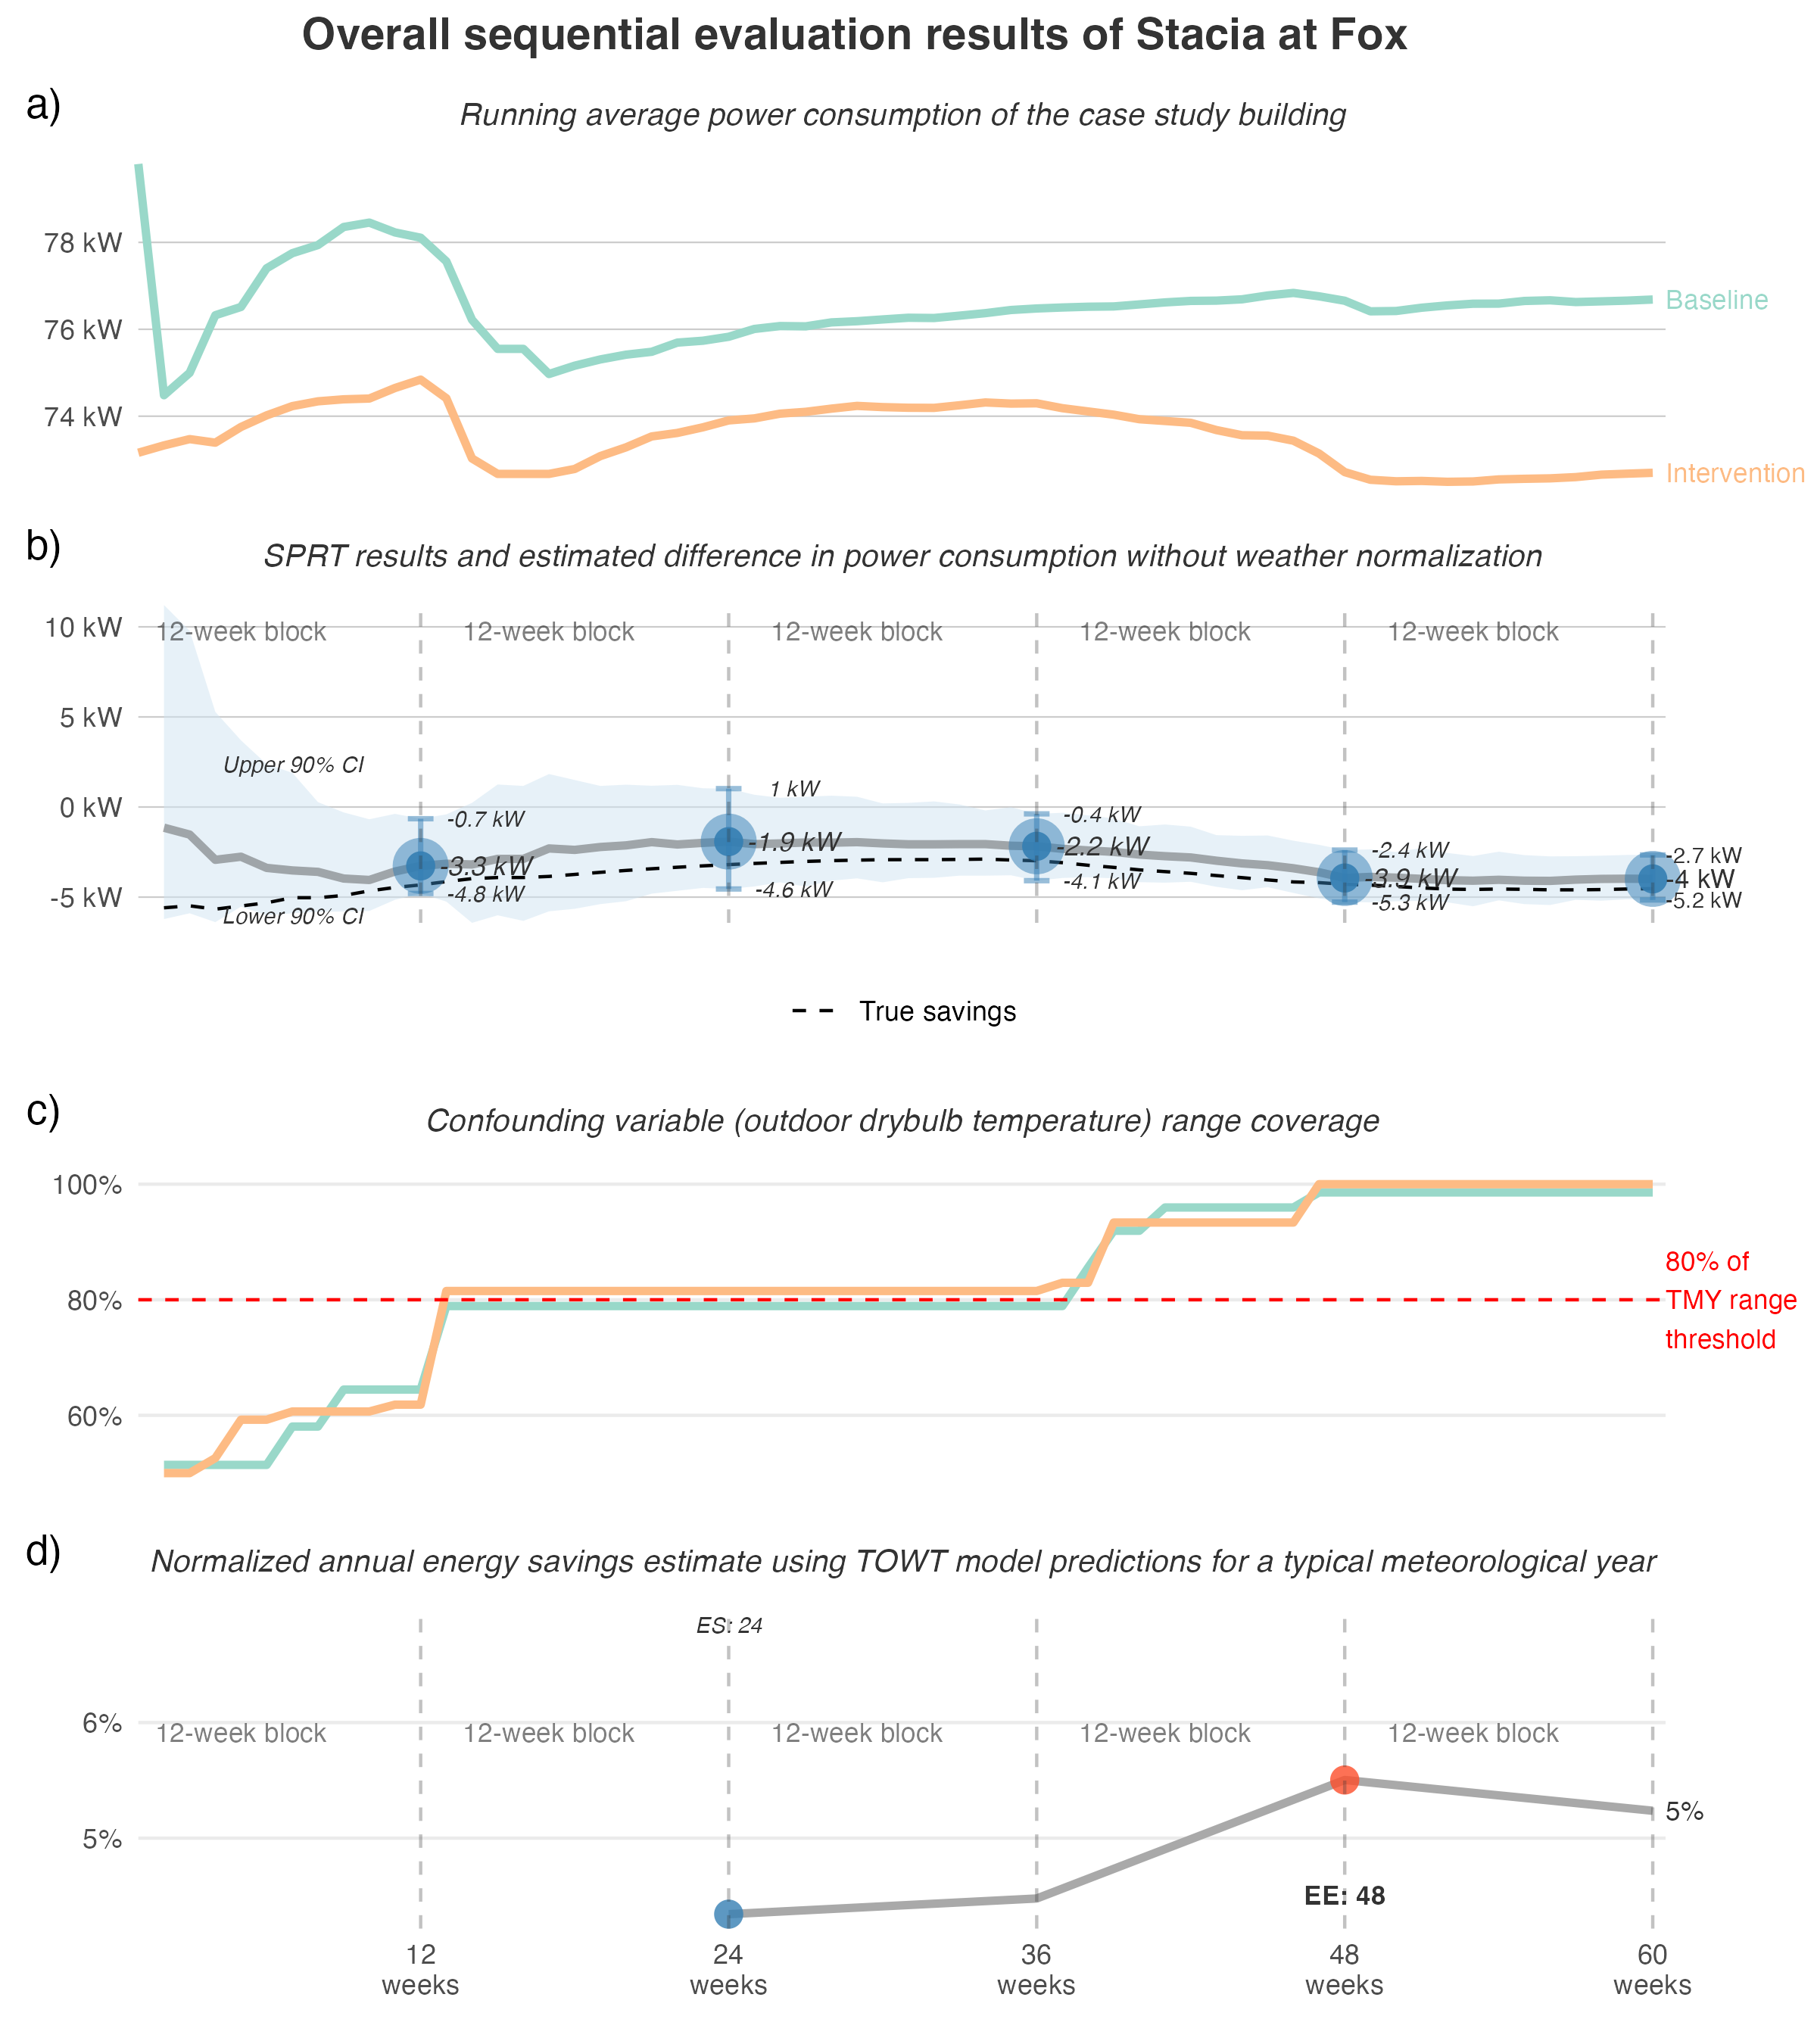 Overall sequential evaluation results of Stacia at Fox
a)
Running average power consumption of the case study building
78 kW
76 kW
74 kW
Baseline
Intervention
b)
SPRT results and estimated difference in power consumption without weather normalization
10 kW
5 kW
0 kW
-5 kW
12-week block
12-week block
12-week block
12-week block
12-week block
Upper 90% CI
Lower 90% CI
-0.7 kW
-3.3 kW
-4.8 kW
1 kW
-1.9 kW
-4.6 kW
-0.4 kW
-2.2 kW
-4.1 kW
-2.4 kW
-3.9 kW
-5.3 kW
-2.7 kW
-4 kW
-5.2 kW
True savings
c)
Confounding variable (outdoor drybulb temperature) range coverage
100%
80%
60%
80% of
TMY range
threshold
d)
Normalized annual energy savings estimate using TOWT model predictions for a typical meteorological year
ES: 24
6%
5%
12-week block
12-week block
12-week block
12-week block
12-week block
5%
EE: 48
12
weeks
24
weeks
36
weeks
48
weeks
60
weeks